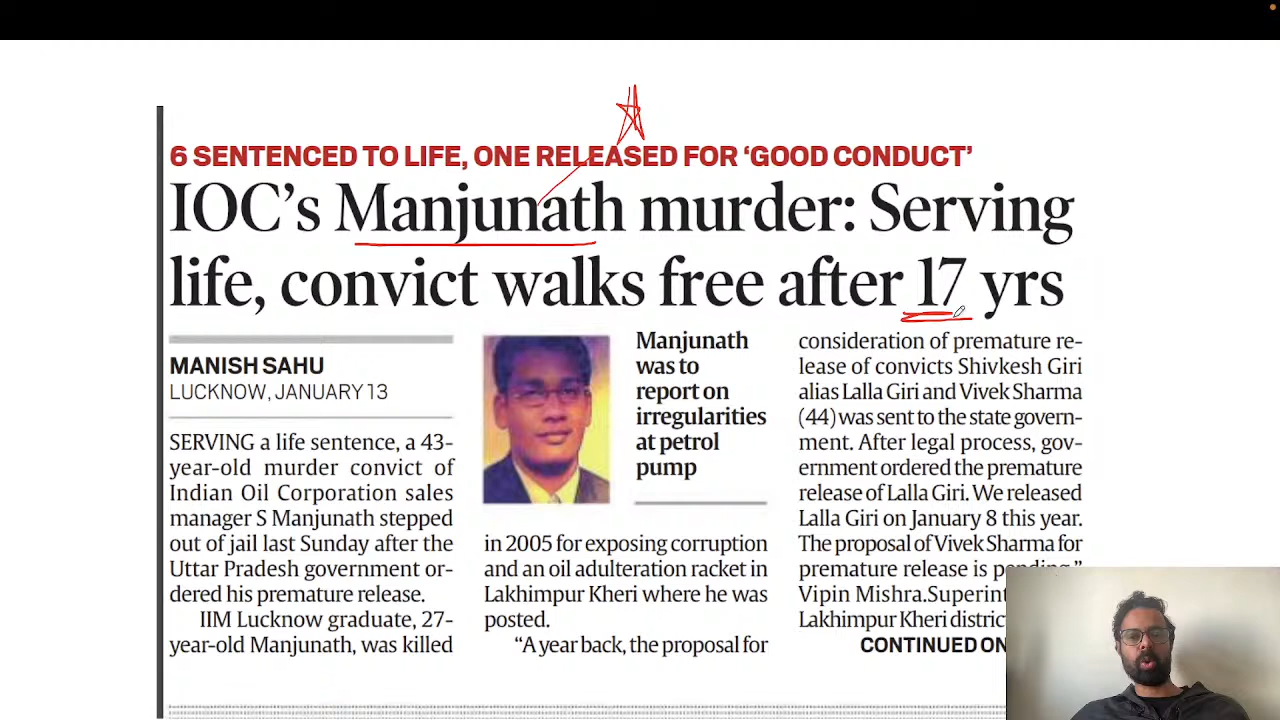 6 SENTENCED TO LIFE, ONE RELEASED FOR ‘GOOD CONDUCT’
IOC’s Manjunath murder: Serving
life, convict walks free after 17 yrs
MANISH SAHU
LUCKNOW, JANUARY 13
SERVING a life sentence, a 43-
year-old murder convict of
Indian Oil Corporation sales
manager S Manjunath stepped
out of jail last Sunday after the
Uttar Pradesh government or-
dered his premature release.
IIM Lucknow graduate, 27-
year-old Manjunath, was killed
Manjunath
was to
report on
irregularities
at petrol
pump
in 2005 for exposing corruption
and an oil adulteration racket in
Lakhimpur Kheri where he was
posted.
“A year back, the proposal for
consideration of premature re-
lease of convicts Shivkesh Giri
alias Lalla Giri and Vivek Sharma
(44) was sent to the state govern-
ment. After legal process, gov-
ernment ordered the premature
release of Lalla Giri. We released
Lalla Giri on January 8 this year.
The proposal of Vivek Sharma for
premature release is
Vipin Mishra.Superint
Lakhimpur Kheri distric
CONTINUED ON